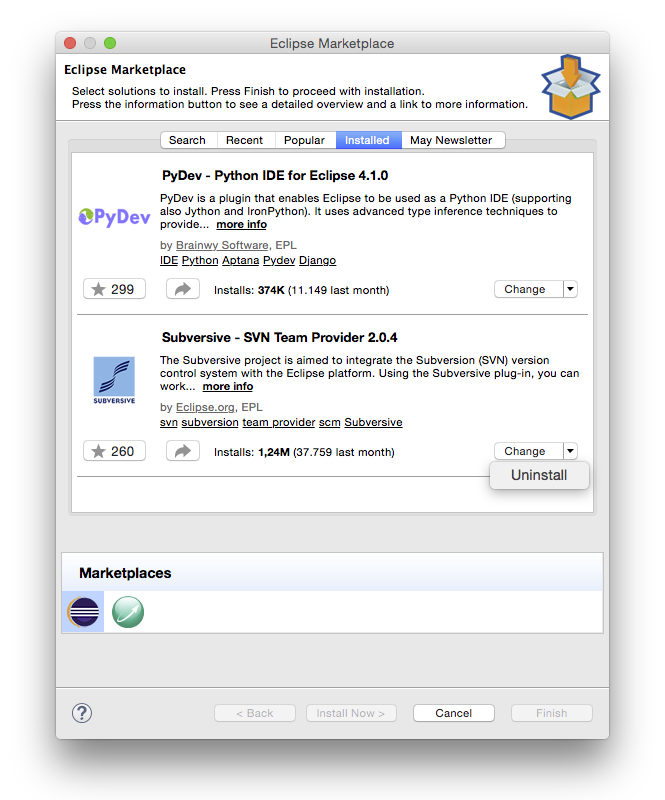 Eclipse Marketplace
Eclipse Marketplace
Select solutions to install. Press Finish to proceed with installation.
Press the information button to see a detailed overview and a link to more information.
Search Recent Popular Installed May Newsletter
PyDev - Python IDE for Eclipse 4.1.0
PyDev
PyDev is a plugin that enables Eclipse to be used as a Python IDE (supporting
also Jython and IronPython). It uses advanced type inference techniques to
provide... more info
by Brainwy Software, EPL
IDE Python Aptana Pydev Django
299 Installs: 374K (11.149 last month) Change
Subversive - SVN Team Provider 2.0.4
SUBVERSIVE
The Subversive project is aimed to integrate the Subversion (SVN) version
control system with the Eclipse platform. Using the Subversive plug-in, you can
work... more info
by Eclipse.org, EPL
svn subversion team provider scm Subversive
260 Installs: 1,24M (37.759 last month) Change
Uninstall
Marketplaces
? < Back Install Now > Cancel Finish